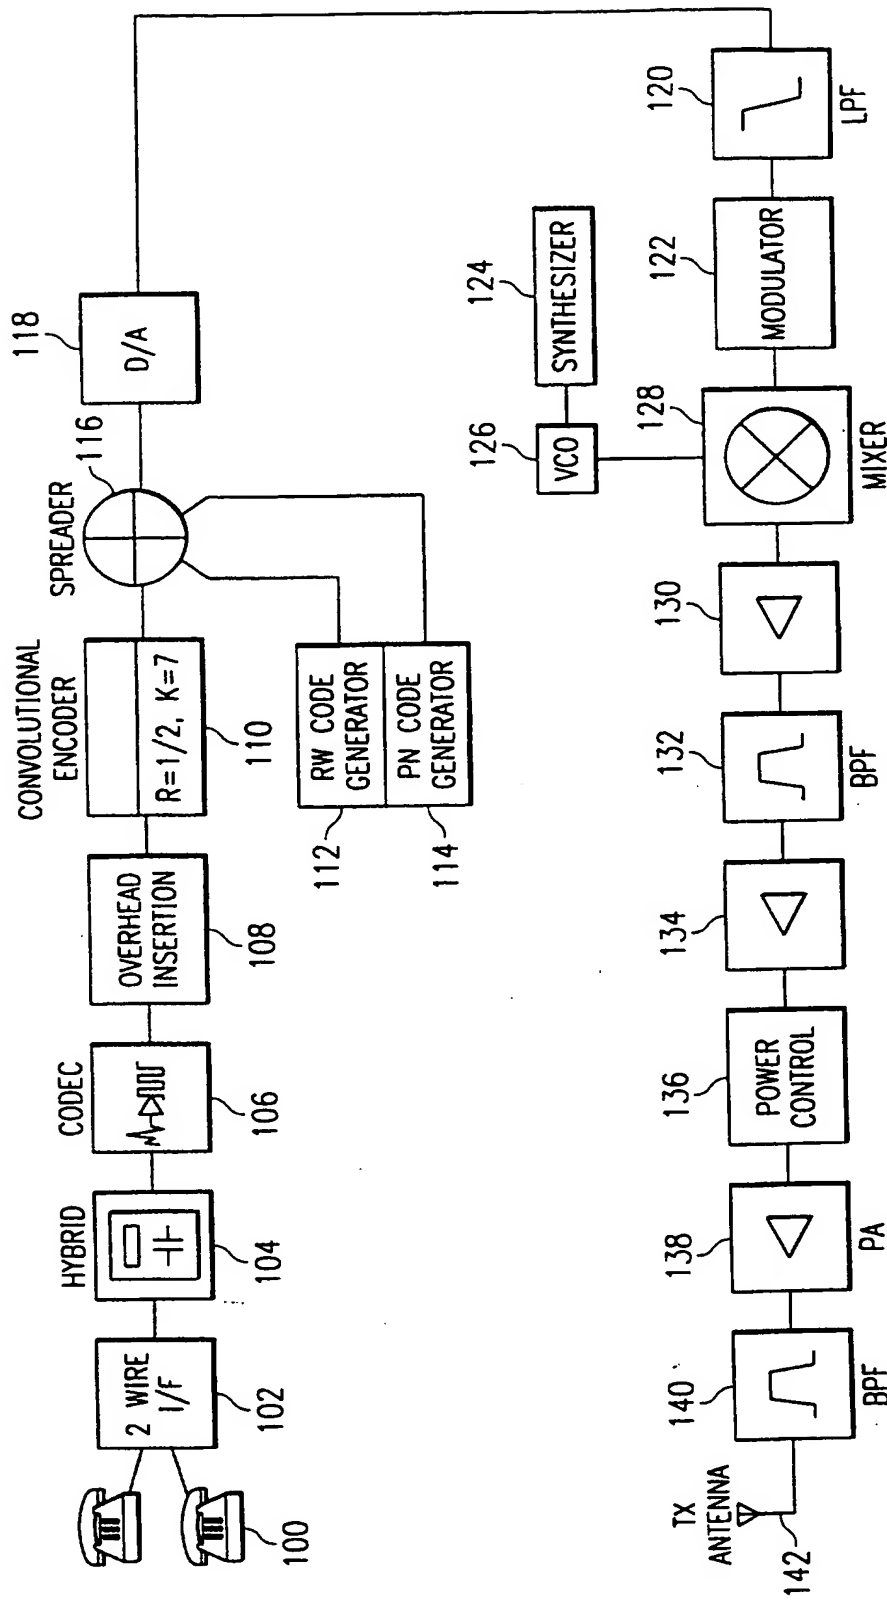 100
2 WIRE
I/F
102
HYBRID
104
CODEC
106
OVERHEAD
INSERTION
108
CONVOLUTIONAL
ENCODER
R=1/2, K=7
110
RW CODE
GENERATOR
112
PN CODE
GENERATOR
114
SPREADER
116
118
D/A
120
LPF
122
MODULATOR
124
SYNTHESIZER
126
VCO
128
MIXER
130
132
BPF
134
136
POWER
CONTROL
138
PA
140
BPF
TX
ANTENNA
142